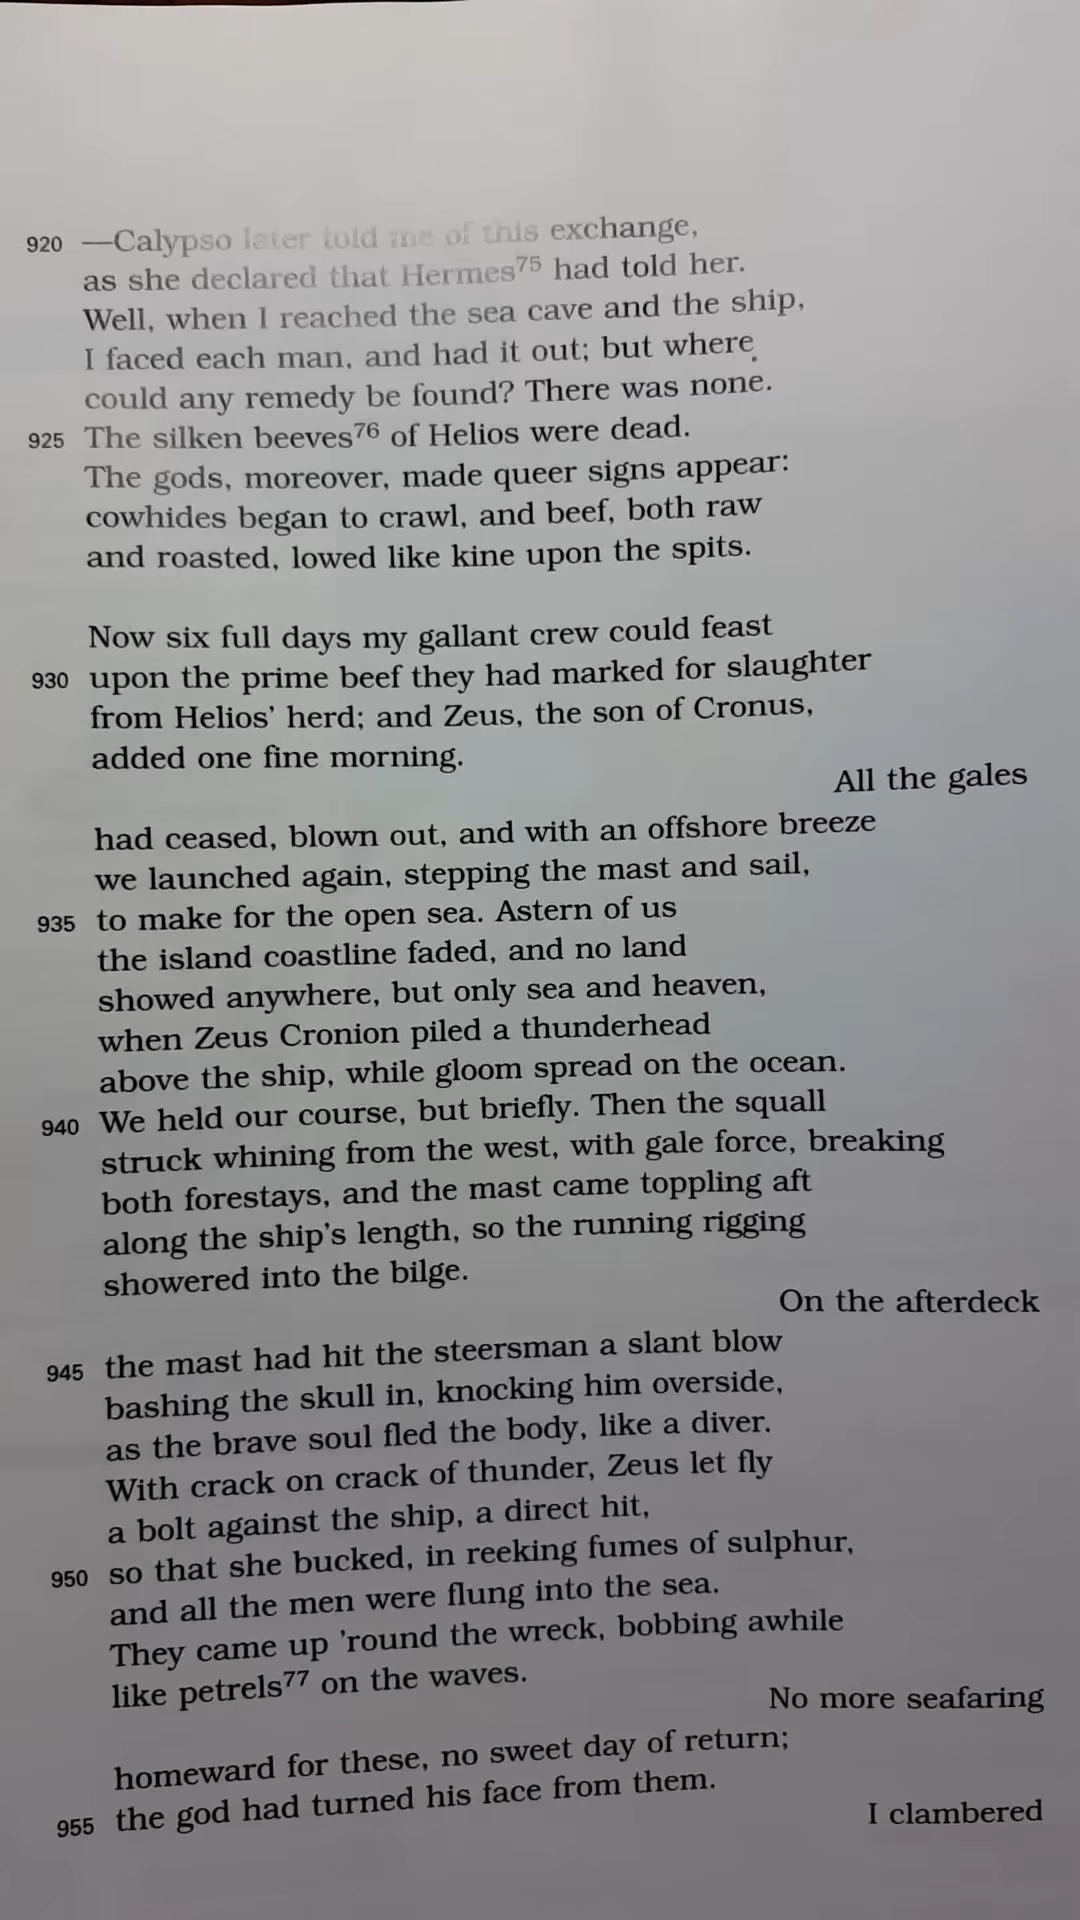 920 —Calypso later told me of this exchange,
as she declared that Hermes75 had told her.
Well, when I reached the sea cave and the ship,
I faced each man, and had it out; but where
could any remedy be found? There was none.
925 The silken beeves76 of Helios were dead.
The gods, moreover, made queer signs appear:
cowhides began to crawl, and beef, both raw
and roasted, lowed like kine upon the spits.
Now six full days my gallant crew could feast
930 upon the prime beef they had marked for slaughter
from Helios' herd; and Zeus, the son of Cronus,
added one fine morning.
All the gales
had ceased, blown out, and with an offshore breeze
we launched again, stepping the mast and sail,
935 to make for the open sea. Astern of us
the island coastline faded, and no land
showed anywhere, but only sea and heaven,
when Zeus Cronion piled a thunderhead
above the ship, while gloom spread on the ocean.
940 We held our course, but briefly. Then the squall
struck whining from the west, with gale force, breaking
both forestays, and the mast came toppling aft
along the ship's length, so the running rigging
showered into the bilge.
On the afterdeck
945 the mast had hit the steersman a slant blow
bashing the skull in, knocking him overside,
as the brave soul fled the body, like a diver.
With crack on crack of thunder, Zeus let fly
a bolt against the ship, a direct hit,
950 so that she bucked, in reeking fumes of sulphur,
and all the men were flung into the sea.
They came up 'round the wreck, bobbing awhile
like petrels77 on the waves.
No more seafaring
homeward for these, no sweet day of return;
955 the god had turned his face from them.
I clambered